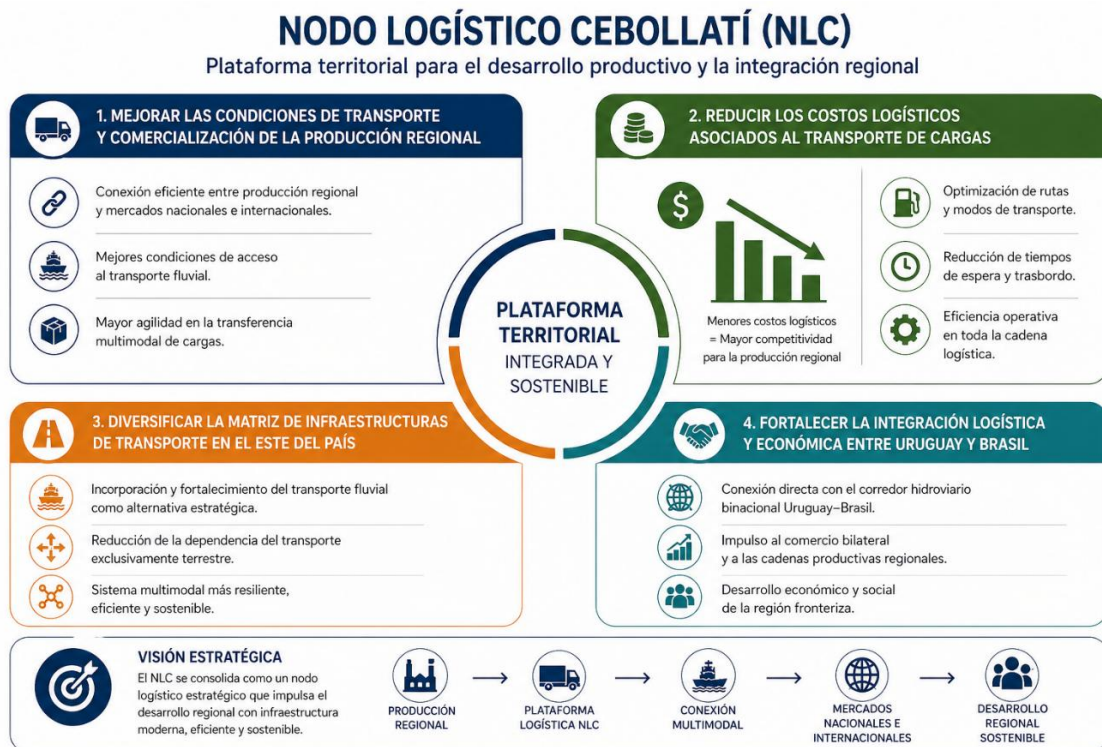 NODO LOGÍSTICO CEBOLLATÍ (NLC)
Plataforma territorial para el desarrollo productivo y la integración regional
1. MEJORAR LAS CONDICIONES DE TRANSPORTE
Y COMERCIALIZACIÓN DE LA PRODUCCIÓN REGIONAL
Conexión eficiente entre producción regional
y mercados nacionales e internacionales.
Mejores condiciones de acceso
al transporte fluvial.
Mayor agilidad en la transferencia
multimodal de cargas.
2. REDUCIR LOS COSTOS LOGÍSTICOS
ASOCIADOS AL TRANSPORTE DE CARGAS
$
Menores costos logísticos
= Mayor competitividad
para la producción regional
Optimización de rutas
y modos de transporte.
Reducción de tiempos
de espera y trasbordo.
Eficiencia operativa
en toda la cadena
logística.
PLATAFORMA
TERRITORIAL
INTEGRADA Y
SOSTENIBLE
3. DIVERSIFICAR LA MATRIZ DE INFRAESTRUCTURAS
DE TRANSPORTE EN EL ESTE DEL PAÍS
Incorporación y fortalecimiento del transporte fluvial
como alternativa estratégica.
Reducción de la dependencia del transporte
exclusivamente terrestre.
Sistema multimodal más resiliente,
eficiente y sostenible.
4. FORTALECER LA INTEGRACIÓN LOGÍSTICA
Y ECONÓMICA ENTRE URUGUAY Y BRASIL
Conexión directa con el corredor hidroviario
binacional Uruguay–Brasil.
Impulso al comercio bilateral
y a las cadenas productivas regionales.
Desarrollo económico y social
de la región fronteriza.
VISIÓN ESTRATÉGICA
El NLC se consolida como un nodo
logístico estratégico que impulsa el
desarrollo regional con infraestructura
moderna, eficiente y sostenible.
PRODUCCIÓN
REGIONAL
PLATAFORMA
LOGÍSTICA NLC
CONEXIÓN
MULTIMODAL
MERCADOS
NACIONALES E
INTERNACIONALES
DESARROLLO
REGIONAL
SOSTENIBLE